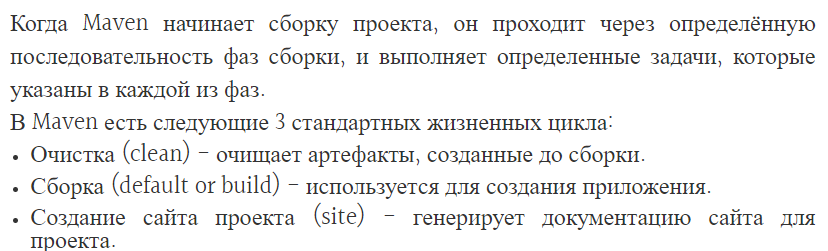 Когда Maven начинает сборку проекта, он проходит через определённую
последовательность фаз сборки, и выполняет определенные задачи, которые
указаны в каждой из фаз.
В Maven есть следующие 3 стандартных жизненных цикла:
• Очистка (clean) – очищает артефакты, созданные до сборки.
• Сборка (default or build) – используется для создания приложения.
• Создание сайта проекта (site) – генерирует документацию сайта для
проекта.